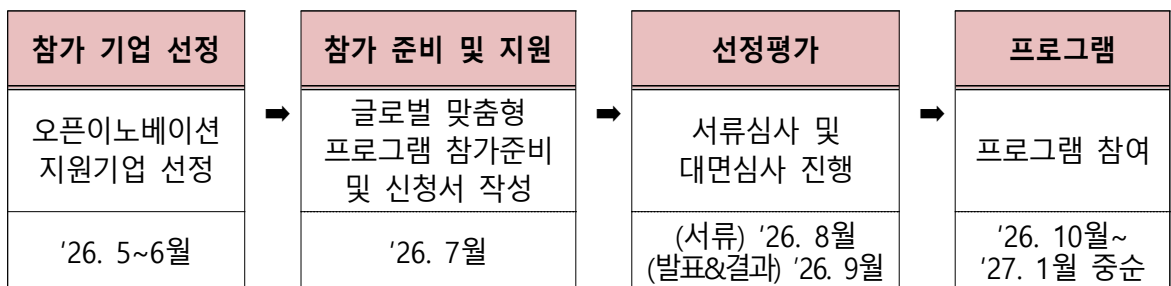 참가 기업 선정
오픈이노베이션
지원기업 선정
'26. 5~6월
➡
참가 준비 및 지원
글로벌 맞춤형
프로그램 참가준비
및 신청서 작성
'26. 7월
➡
선정평가
서류심사 및
대면심사 진행
(서류) '26. 8월
(발표&결과) '26. 9월
➡
프로그램
프로그램 참여
'26. 10월~
'27. 1월 중순